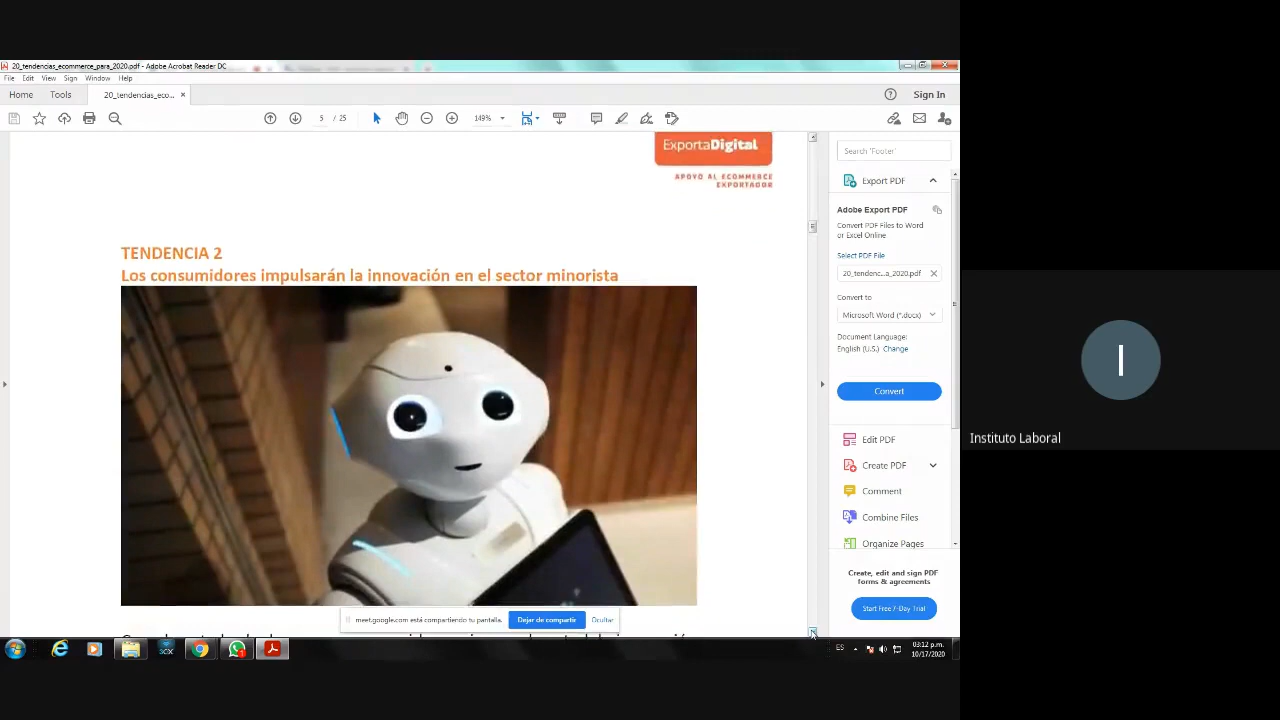 20_tendencias_ecommerce_para_2020.pdf - Adobe Acrobat Reader DC
File Edit View Sign Window Help
Home Tools 20_tendencias_eco... × Sign In
5 / 25 149%
ExportaDigital
APOYO AL ECOMMERCE
EXPORTADOR
TENDENCIA 2
Los consumidores impulsarán la innovación en el sector minorista
Search 'Footer'
Export PDF
Adobe Export PDF
Convert PDF Files to Word
or Excel Online
Select PDF File
20_tendenc...a_2020.pdf
Convert to
Microsoft Word (*.docx)
Document Language:
English (U.S.) Change
Convert
Edit PDF
Create PDF
Comment
Combine Files
Organize Pages
Create, edit and sign PDF
forms & agreements
Start Free 7-Day Trial
meet.google.com está compartiendo tu pantalla.
Dejar de compartir
Ocultar
3CX
ES
03:12 p.m.
10/17/2020
I
Instituto Laboral